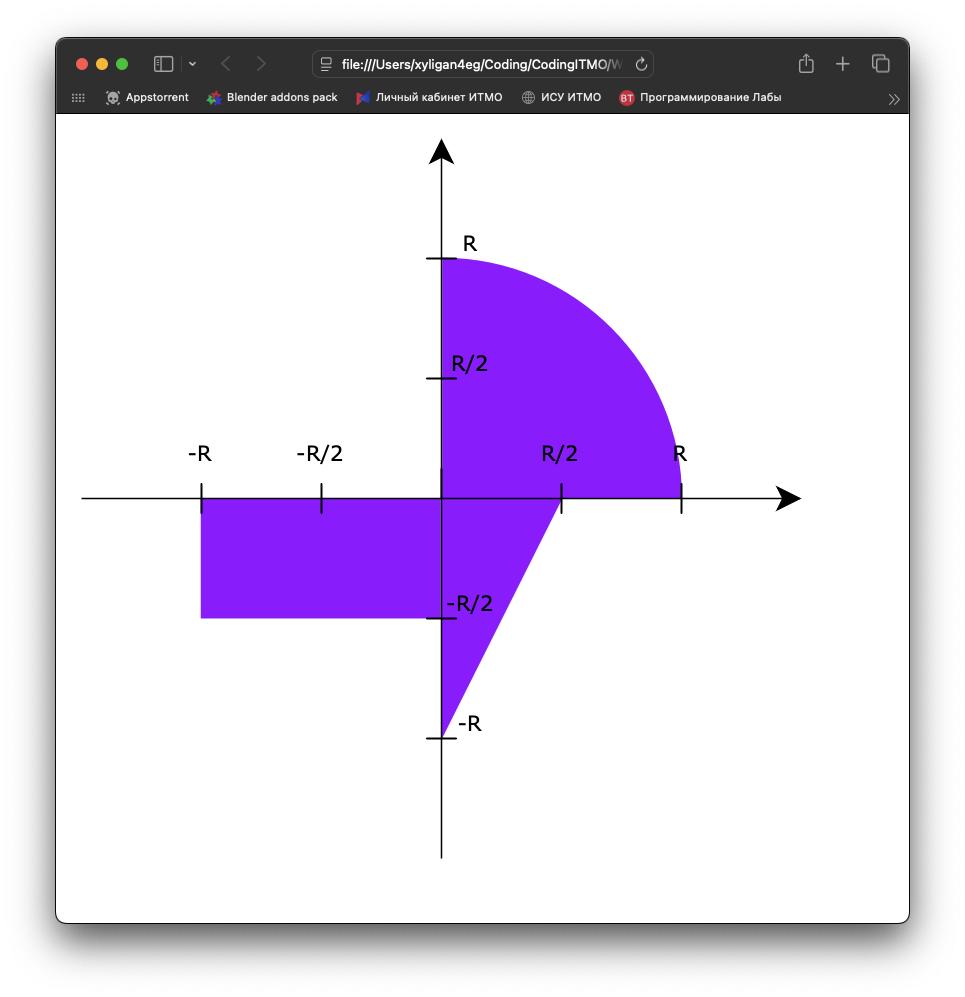 file:///Users/xyligan4eg/Coding/CodingITMO/W
Appstorrent Blender addons pack Личный кабинет ИТМО ИСУ ИТМО ВТ Программирование Лабы
R
R/2
-R -R/2 R/2 R
-R/2
-R